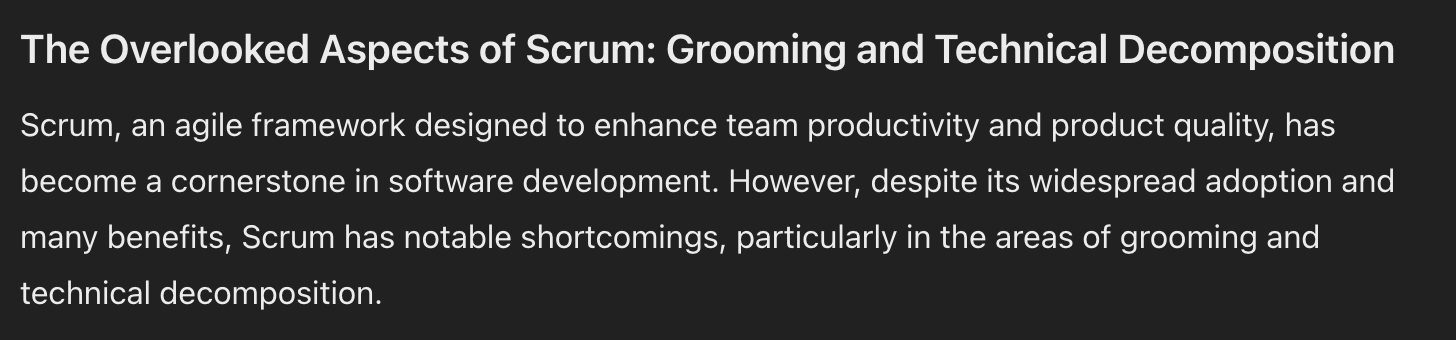 The Overlooked Aspects of Scrum: Grooming and Technical Decomposition
Scrum, an agile framework designed to enhance team productivity and product quality, has
become a cornerstone in software development. However, despite its widespread adoption and
many benefits, Scrum has notable shortcomings, particularly in the areas of grooming and
technical decomposition.